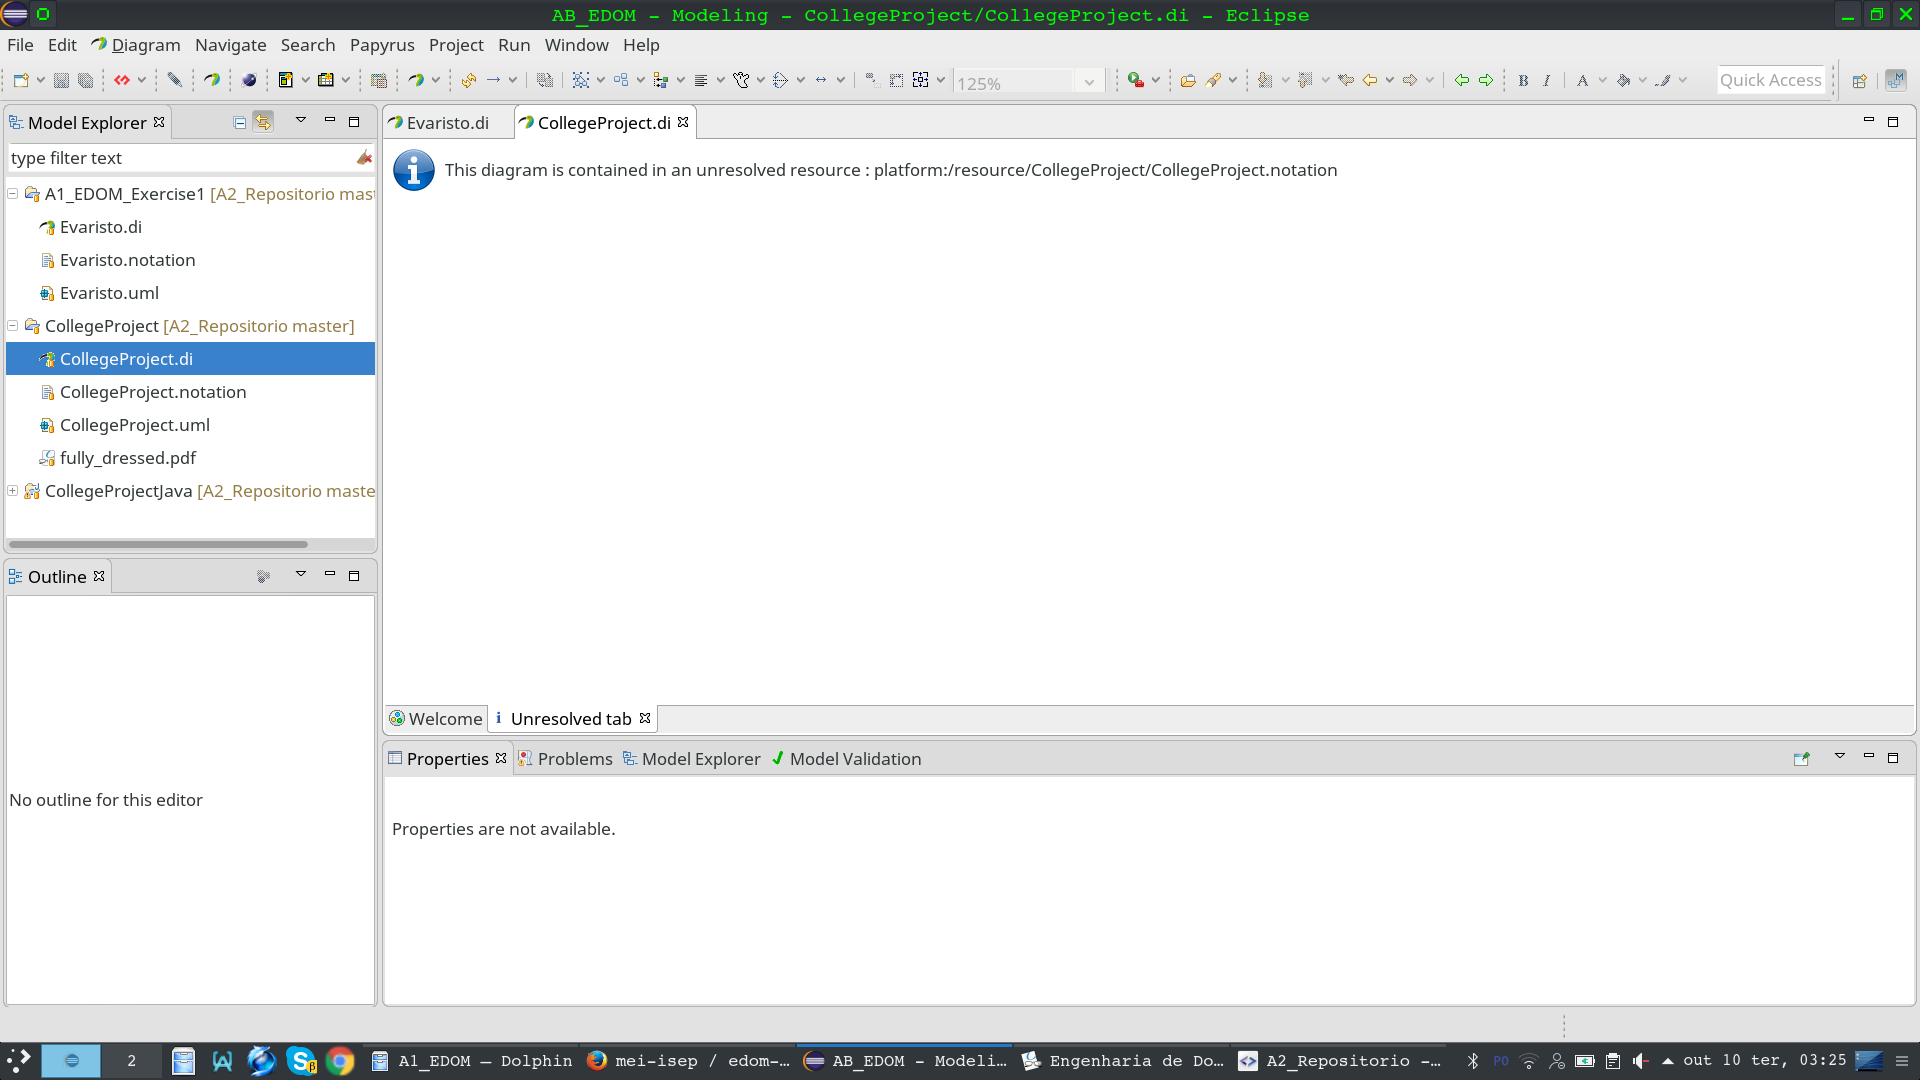 AB_EDOM - Modeling - CollegeProject/CollegeProject.di - Eclipse
File Edit Diagram Navigate Search Papyrus Project Run Window Help
125%
Quick Access
Model Explorer
type filter text
A1_EDOM_Exercise1 [A2_Repositorio mast
Evaristo.di
Evaristo.notation
Evaristo.uml
CollegeProject [A2_Repositorio master]
CollegeProject.di
CollegeProject.notation
CollegeProject.uml
fully_dressed.pdf
CollegeProjectJava [A2_Repositorio maste
Outline
No outline for this editor
Evaristo.di CollegeProject.di
This diagram is contained in an unresolved resource : platform:/resource/CollegeProject/CollegeProject.notation
Welcome Unresolved tab
Properties Problems Model Explorer Model Validation
Properties are not available.
2 A1_EDOM — Dolphin mei-isep / edom-… AB_EDOM - Modeli… Engenharia de Do… A2_Repositorio -… PO out 10 ter, 03:25